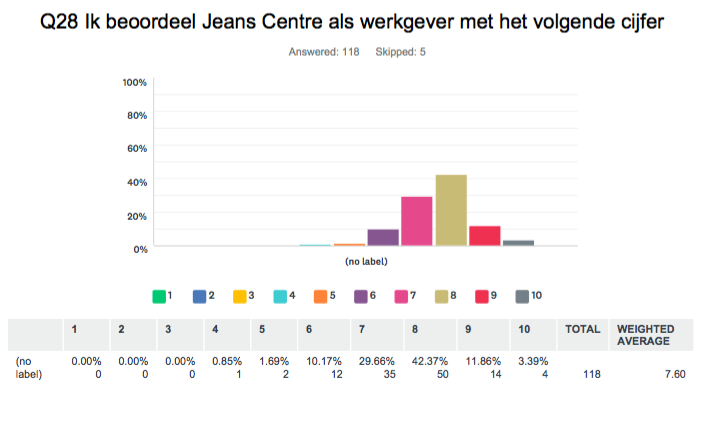 Q28 Ik beoordeel Jeans Centre als werkgever met het volgende cijfer
Answered: 118 Skipped: 5
100%
80%
60%
40%
20%
0%
(no label)
1 2 3 4 5 6 7 8 9 10
1 2 3 4 5 6 7 8 9 10 TOTAL WEIGHTED
AVERAGE
(no 0.00% 0.00% 0.00% 0.85% 1.69% 10.17% 29.66% 42.37% 11.86% 3.39%
label) 0 0 0 1 2 12 35 50 14 4 118 7.60